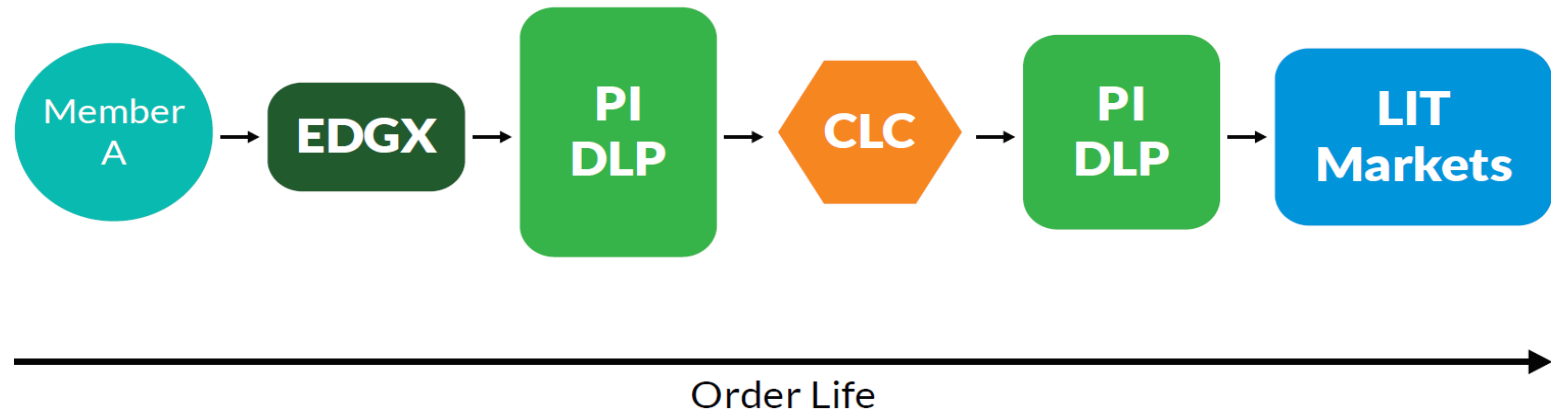 Member
A
EDGX
PI
DLP
CLC
PI
DLP
LIT
Markets
Order Life